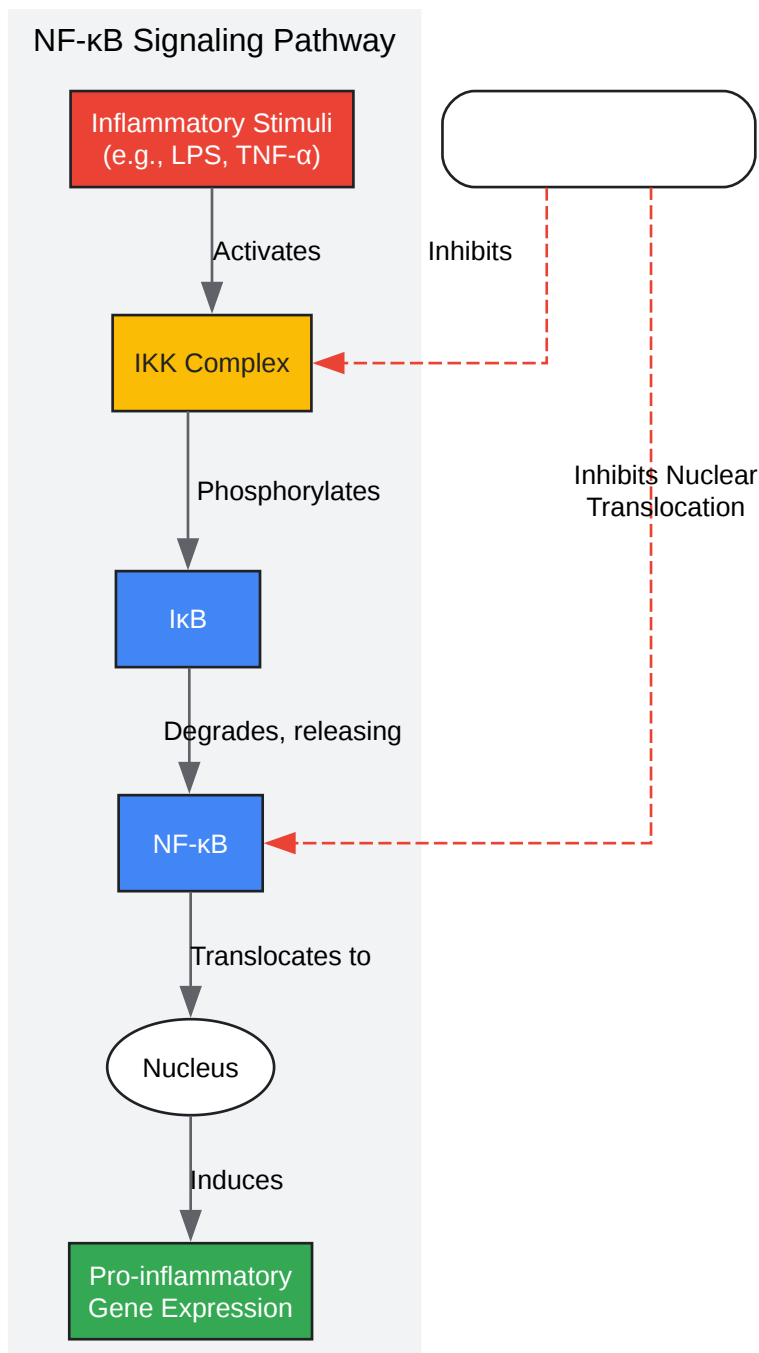 NF-κB Signaling Pathway
Inflammatory Stimuli
(e.g., LPS, TNF-α)
Activates
Inhibits
IKK Complex
Phosphorylates
Inhibits Nuclear
Translocation
IκB
Degrades, releasing
NF-κB
Translocates to
Nucleus
Induces
Pro-inflammatory
Gene Expression